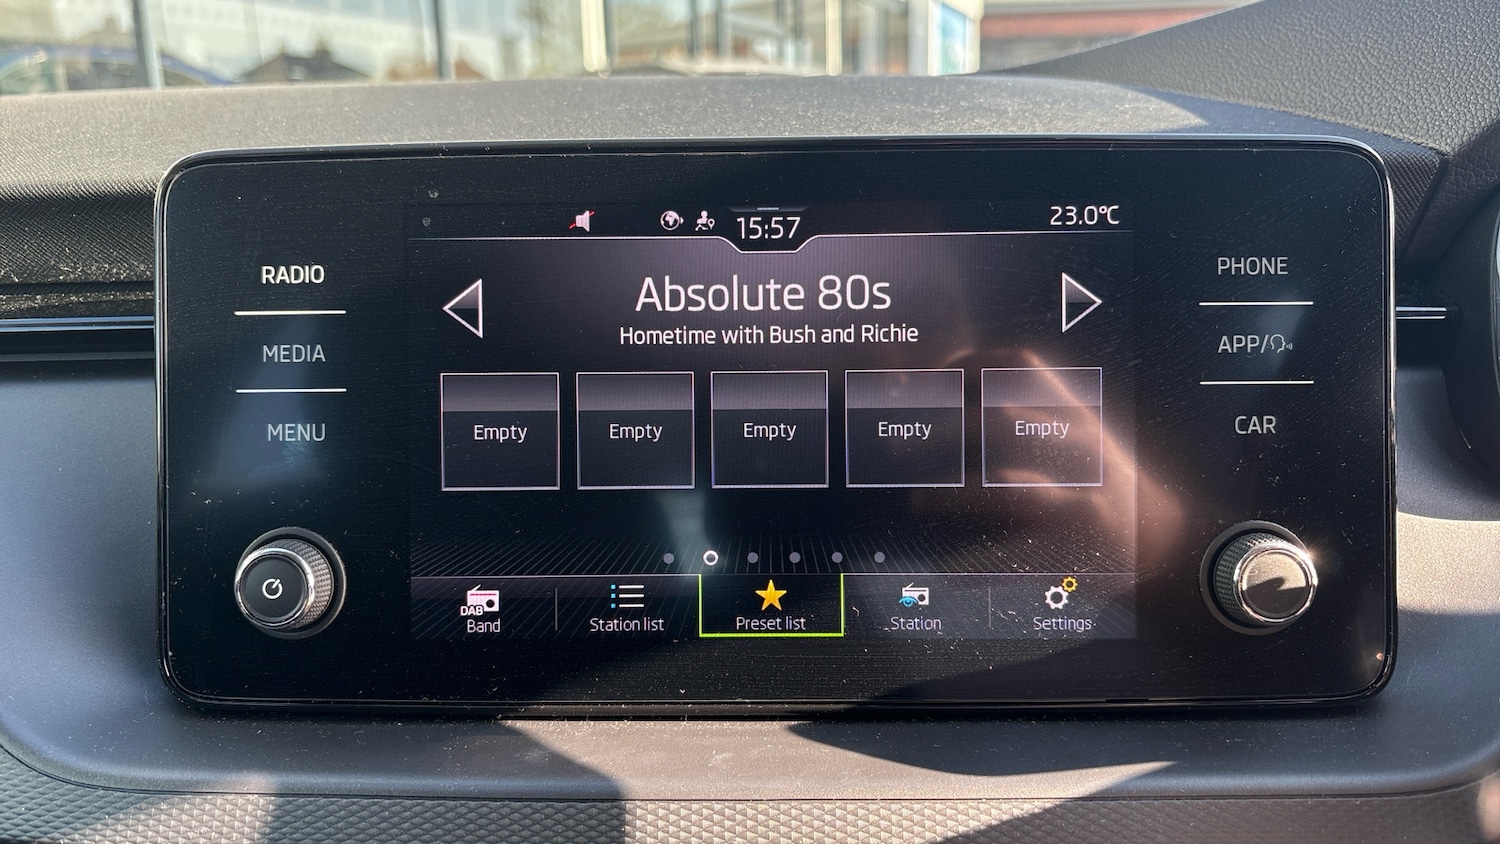 15:57
23.0°C
RADIO
MEDIA
MENU
Absolute 80s
Hometime with Bush and Richie
Empty Empty Empty Empty Empty
DAB
Band
Station list
Preset list
Station
Settings
PHONE
APP/
CAR